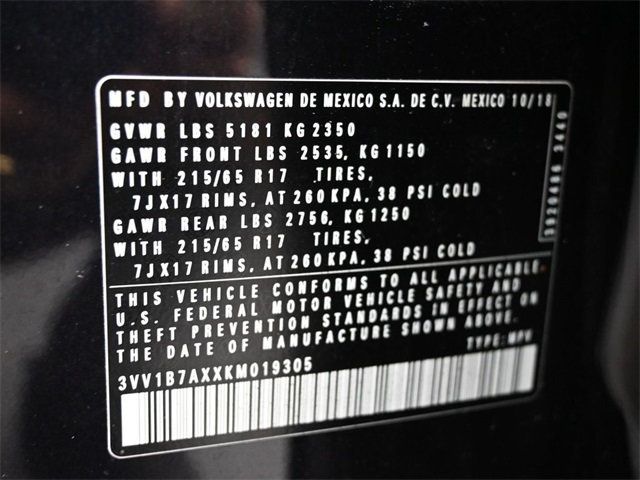 MFD BY VOLKSWAGEN DE MEXICO S.A. DE C.V. MEXICO 10/18
GVWR LBS 5181 KG 2350
GAWR FRONT LBS 2535, KG 1150
WITH 215/65 R17 TIRES,
7JX17 RIMS, AT 260 KPA, 38 PSI COLD
GAWR REAR LBS 2756, KG 1250
WITH 215/65 R17 TIRES,
7JX17 RIMS, AT 260 KPA, 38 PSI COLD
THIS VEHICLE CONFORMS TO ALL APPLICABLE
U.S. FEDERAL MOTOR VEHICLE SAFETY AND
THEFT PREVENTION STANDARDS IN EFFECT ON
THE DATE OF MANUFACTURE SHOWN ABOVE.
TYPE: MPV
3VV1B7AXXKM019305